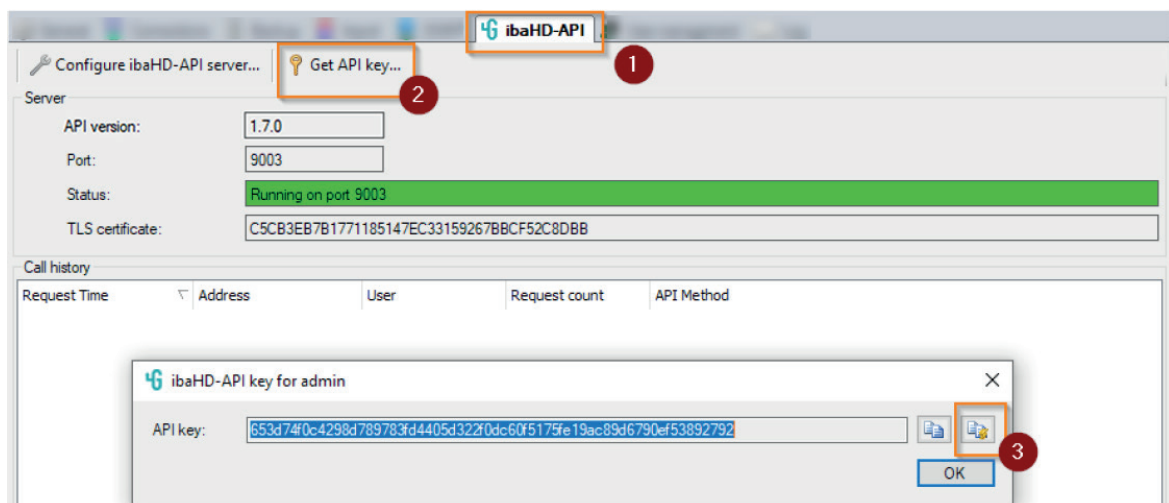 ibaHD-API
1
Configure ibaHD-API server... Get API key...
2
Server
API version: 1.7.0
Port: 9003
Status: Running on port 9003
TLS certificate: C5CB3EB7B1771185147EC33159267BBCF52C8DBB
Call history
Request Time Address User Request count API Method
ibaHD-API key for admin
API key: 653d74f0c4298d789783fd4405d322f0dc60f5175fe19ac89d6790ef53892792
3
OK